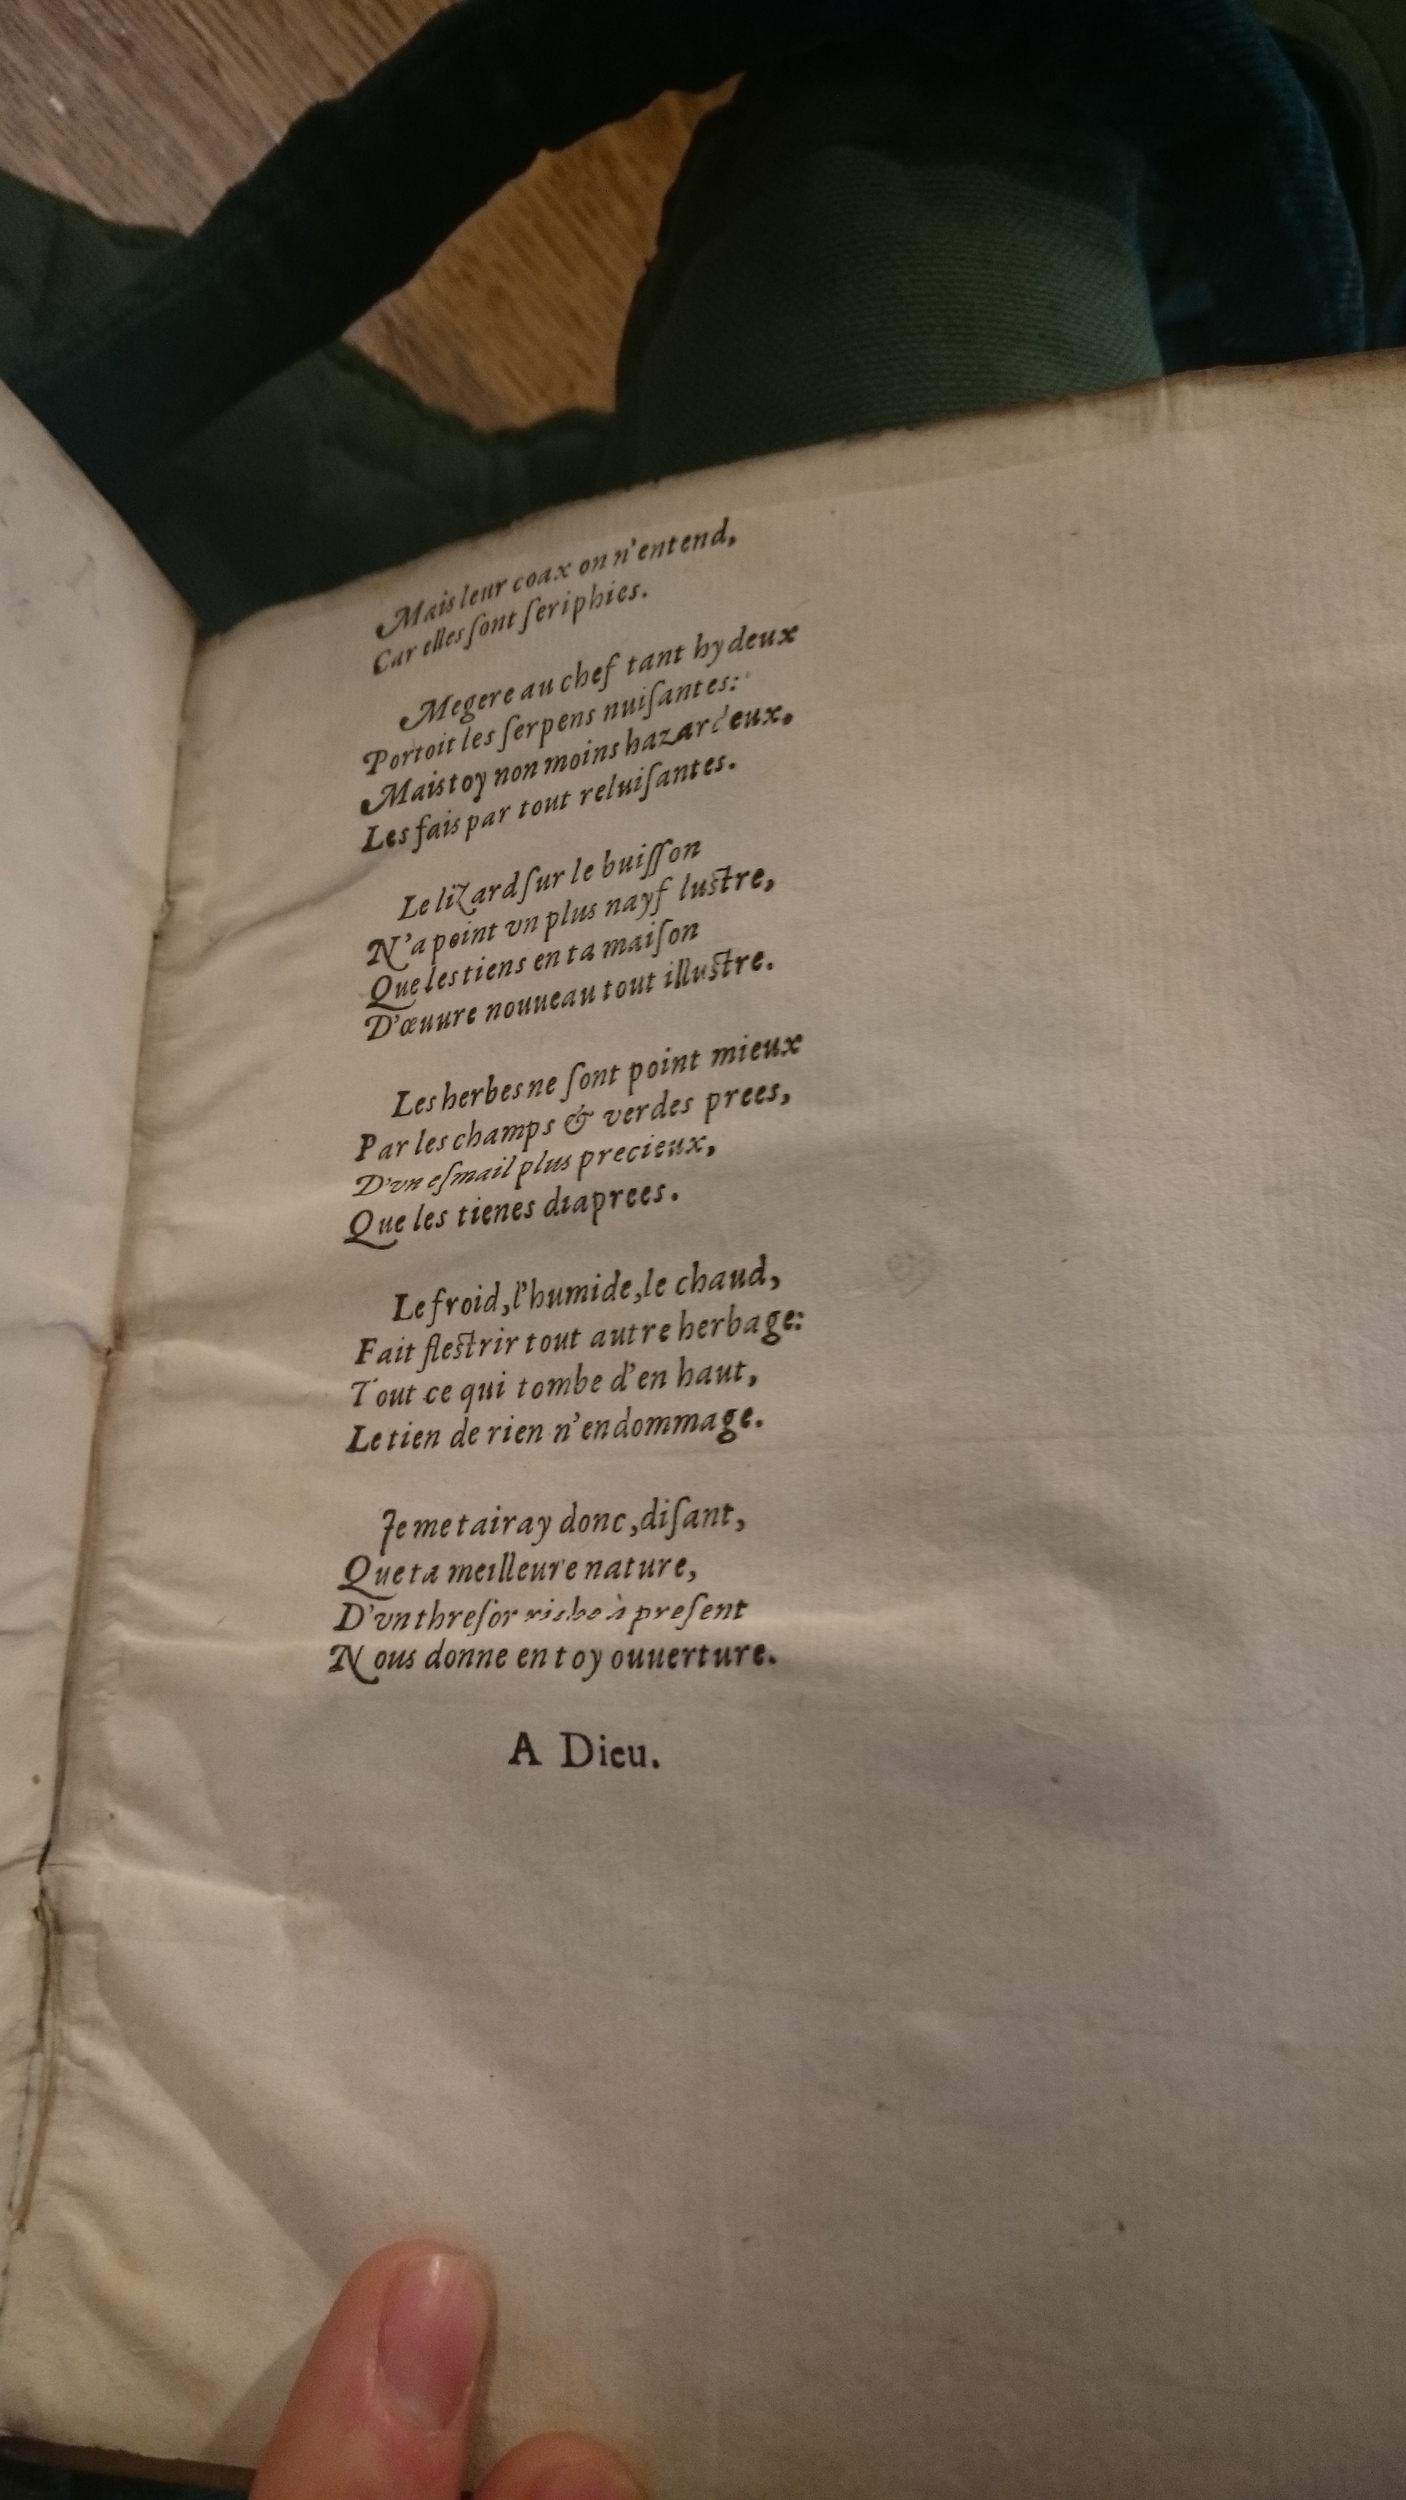 Mais leur coax on n'entend,
Car elles ſont ſeriphies.
Megere au chef tant hydeux
Portoit les ſerpens nuiſantes:
Mais toy non moins hazardeux,
Les fais par tout reluiſantes.
Le lizard ſur le buiſſon
N'a point vn plus nayf luſtre,
Que les tiens en ta maiſon
D'œuure nouueau tout illuſtre.
Les herbes ne ſont point mieux
Par les champs & verdes prees,
D'vn eſmail plus precieux,
Que les tienes diaprees.
Le froid, l'humide, le chaud,
Fait fleſtrir tout autre herbage:
Tout ce qui tombe d'en haut,
Le tien de rien n'endommage.
Je me tairay donc, diſant,
Que ta meilleure nature,
D'vn threſor riche à preſent
Nous donne en toy ouuerture.
A Dieu.